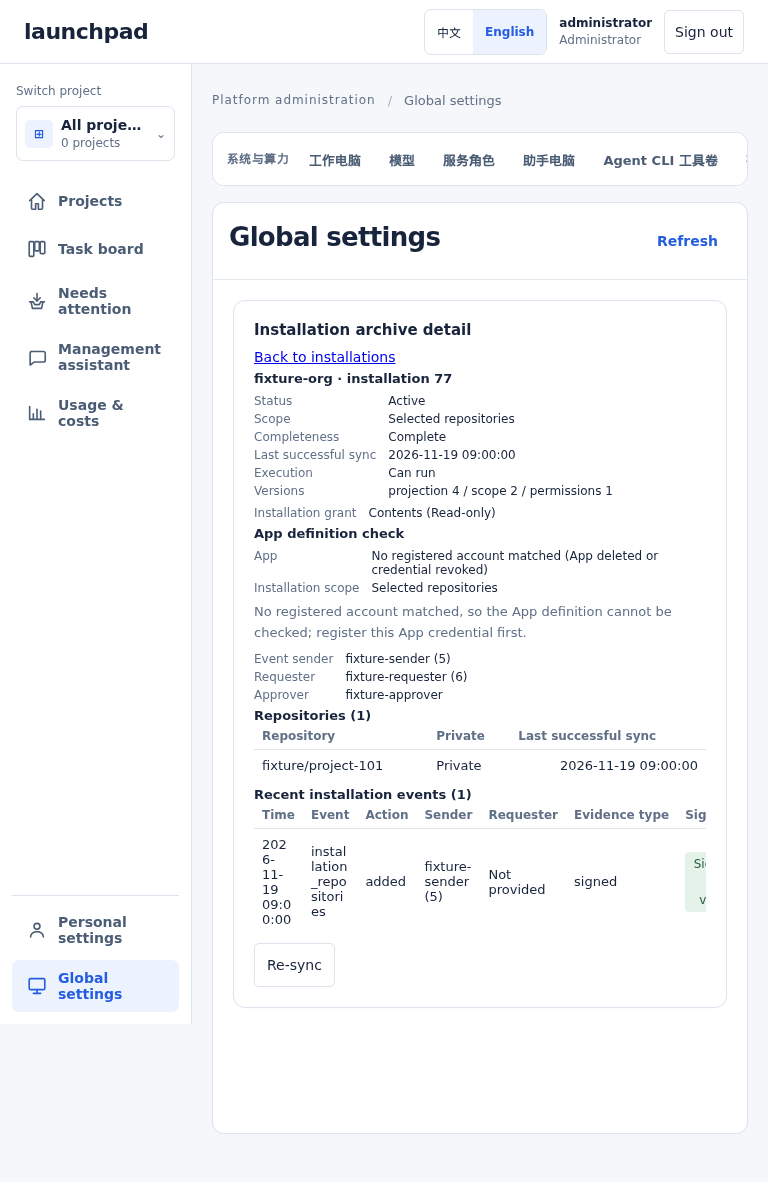 launchpad
中文
English
administrator
Administrator
Sign out
Switch project
All proje…
0 projects
Projects
Task board
Needs
attention
Management
assistant
Usage &
costs
Personal
settings
Global
settings
Platform administration / Global settings
系统与算力 工作电脑 模型 服务角色 助手电脑 Agent CLI 工具卷
Global settings
Refresh
Installation archive detail
Back to installations
fixture-org · installation 77
Status Active
Scope Selected repositories
Completeness Complete
Last successful sync 2026-11-19 09:00:00
Execution Can run
Versions projection 4 / scope 2 / permissions 1
Installation grant Contents (Read-only)
App definition check
App No registered account matched (App deleted or
credential revoked)
Installation scope Selected repositories
No registered account matched, so the App definition cannot be
checked; register this App credential first.
Event sender fixture-sender (5)
Requester fixture-requester (6)
Approver fixture-approver
Repositories (1)
Repository Private Last successful sync
fixture/project-101 Private 2026-11-19 09:00:00
Recent installation events (1)
Time Event Action Sender Requester Evidence type
202
6-
11-
19
09:0
0:00
instal
lation
_repo
sitori
es
added
fixture-
sender
(5)
Not
provided
signed
Re-sync